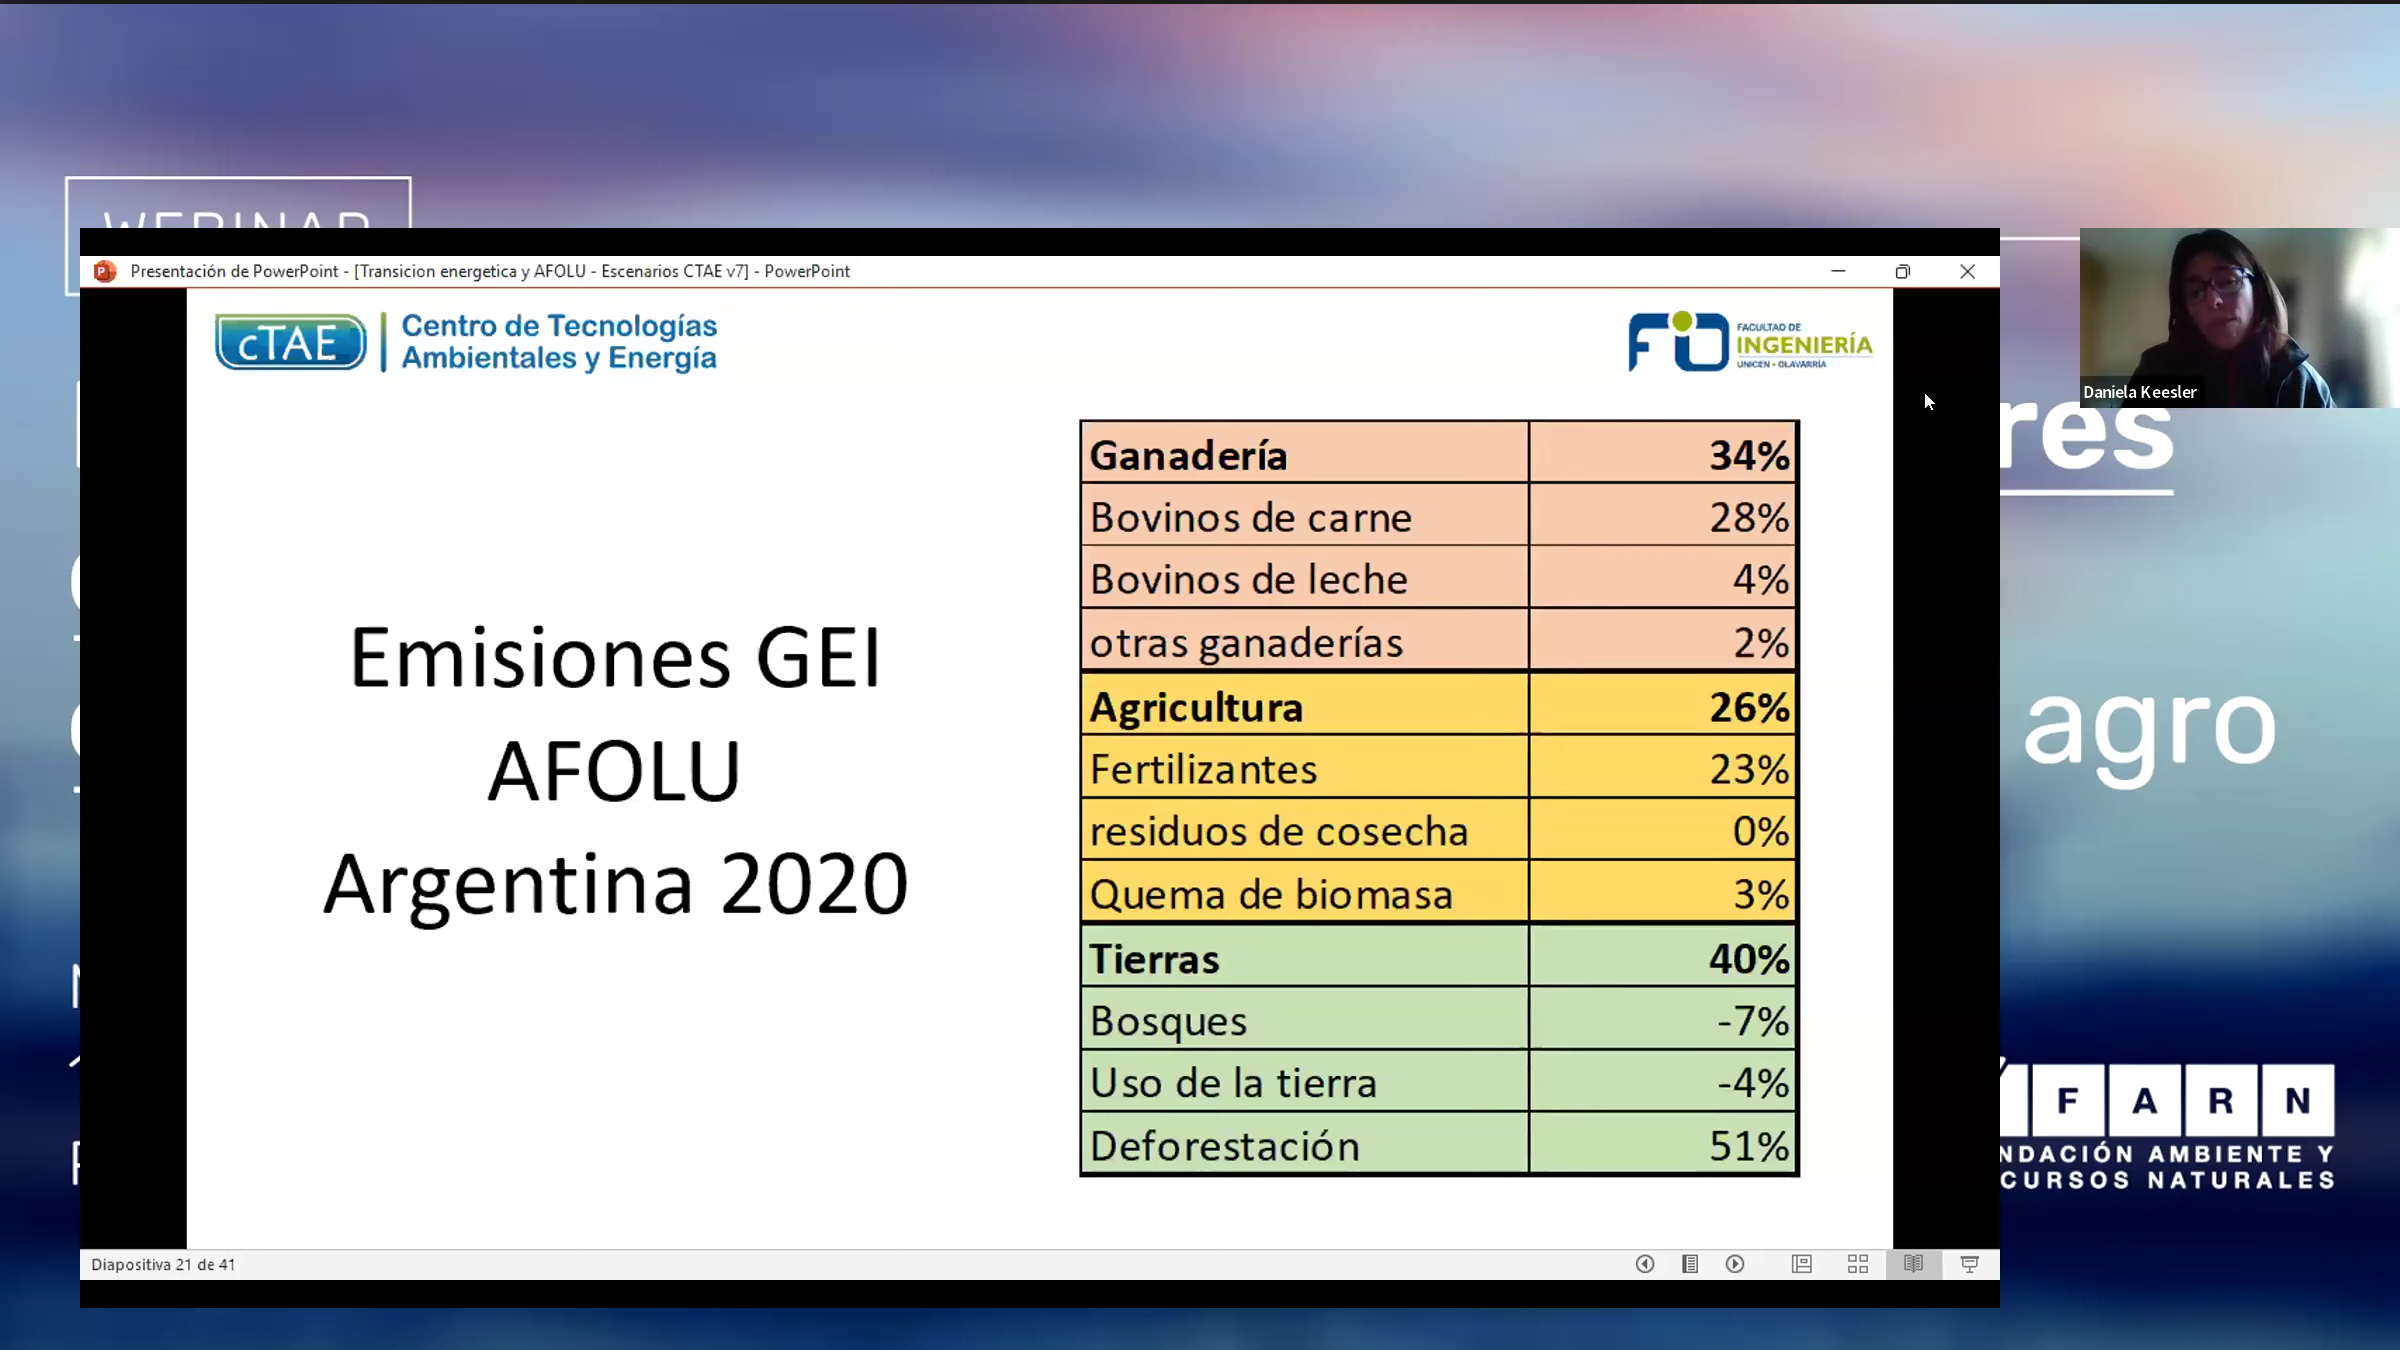 WEBINAR
Presentación de PowerPoint - [Transicion energetica y AFOLU - Escenarios CTAE v7] - PowerPoint
cTAE
Centro de Tecnologías
Ambientales y Energía
FIO
FACULTAD DE
INGENIERÍA
UNICEN • OLAVARRÍA
Daniela Keesler
res
Emisiones GEI
AFOLU
Argentina 2020
Ganadería 34%
Bovinos de carne 28%
Bovinos de leche 4%
otras ganaderías 2%
Agricultura 26%
Fertilizantes 23%
residuos de cosecha 0%
Quema de biomasa 3%
Tierras 40%
Bosques -7%
Uso de la tierra -4%
Deforestación 51%
agro
F A R N
NDACIÓN AMBIENTE Y
CURSOS NATURALES
Diapositiva 21 de 41